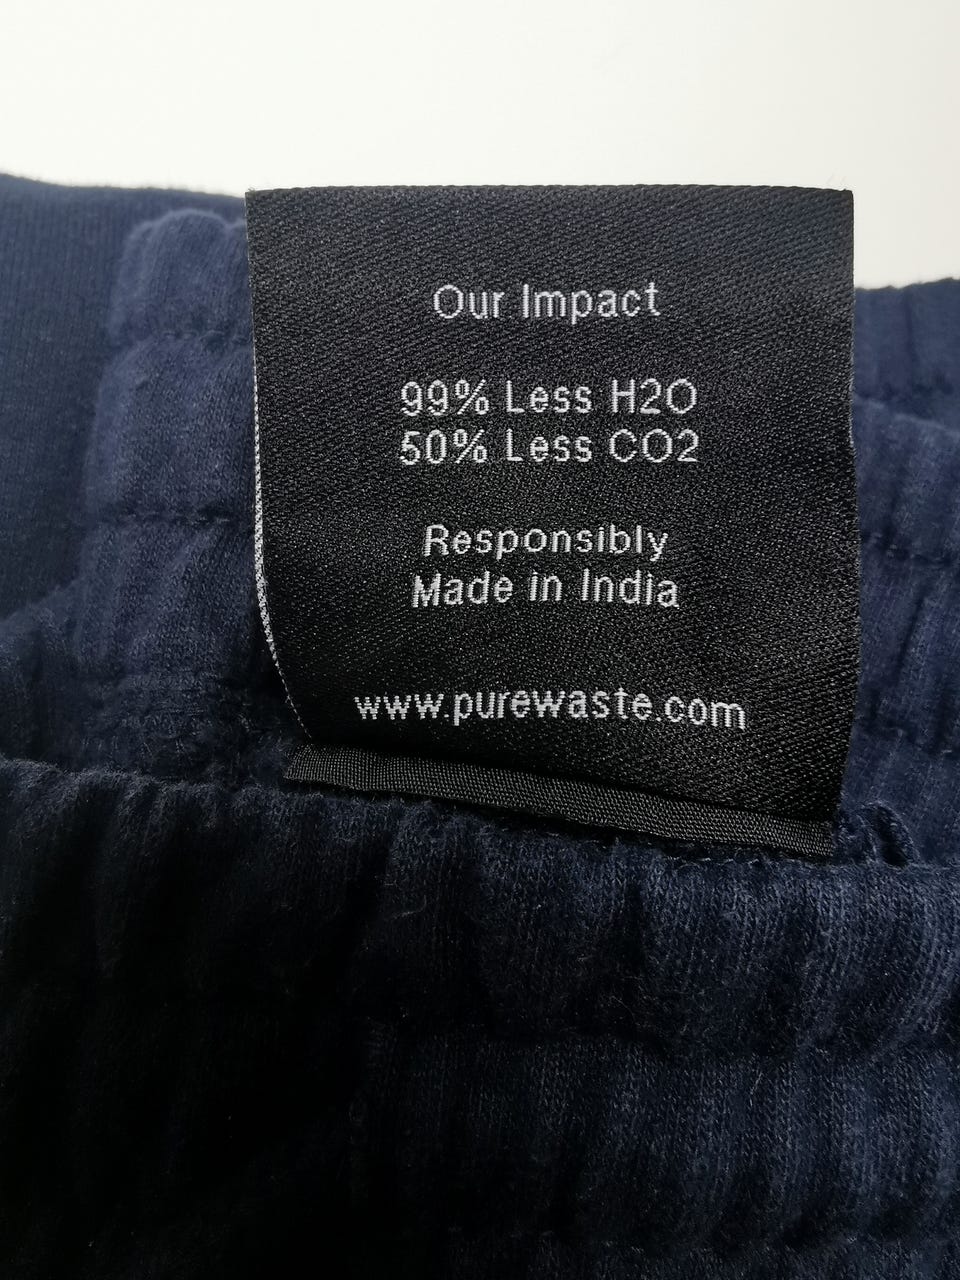 Our Impact
99% Less H2O
50% Less CO2
Responsibly
Made in India
www.purewaste.com